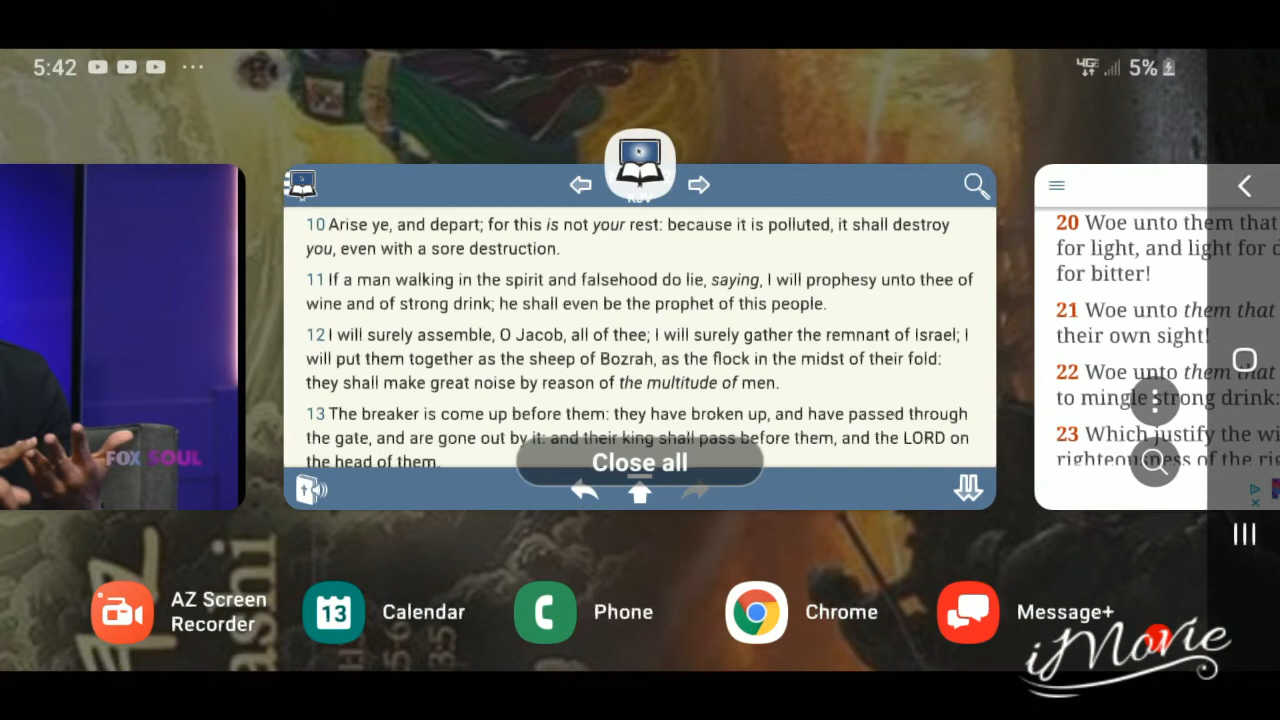 5:42
4G 5%
KJV
10 Arise ye, and depart; for this is not your rest: because it is polluted, it shall destroy
you, even with a sore destruction.
11 If a man walking in the spirit and falsehood do lie, saying, I will prophesy unto thee of
wine and of strong drink; he shall even be the prophet of this people.
12 I will surely assemble, O Jacob, all of thee; I will surely gather the remnant of Israel; I
will put them together as the sheep of Bozrah, as the flock in the midst of their fold:
they shall make great noise by reason of the multitude of men.
13 The breaker is come up before them: they have broken up, and have passed through
the gate, and are gone out by it: and their king shall pass before them, and the LORD on
the head of them.
Close all
20 Woe unto them that
for light, and light for
for bitter!
21 Woe unto them that
their own sight!
22 Woe unto them that
to mingle strong drink:
23 Which justify the wi
righteousness of the ri
FOX SOUL
ashi
AZ Screen
Recorder
13
Calendar
Phone
Chrome
Message+
iMovie